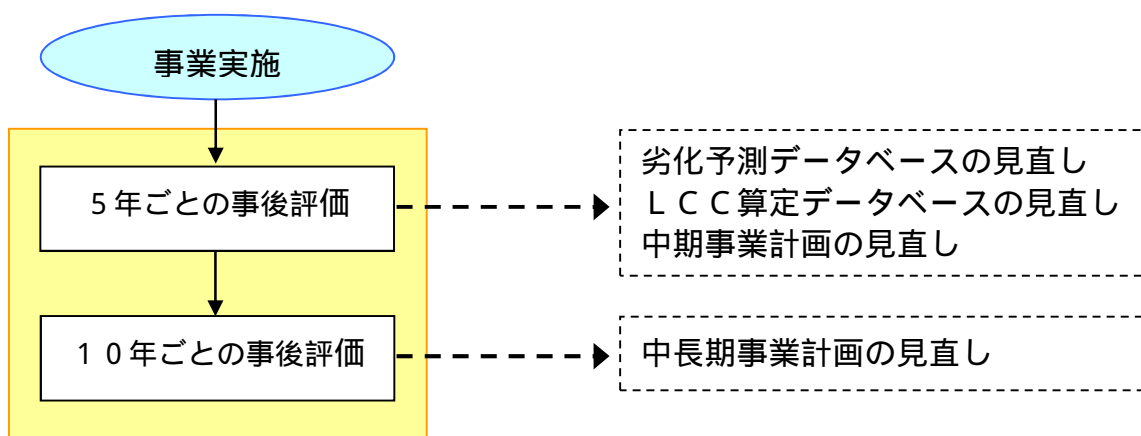 事業実施
5年ごとの事後評価
劣化予測データベースの見直し
LCC算定データベースの見直し
中期事業計画の見直し
10年ごとの事後評価
中長期事業計画の見直し